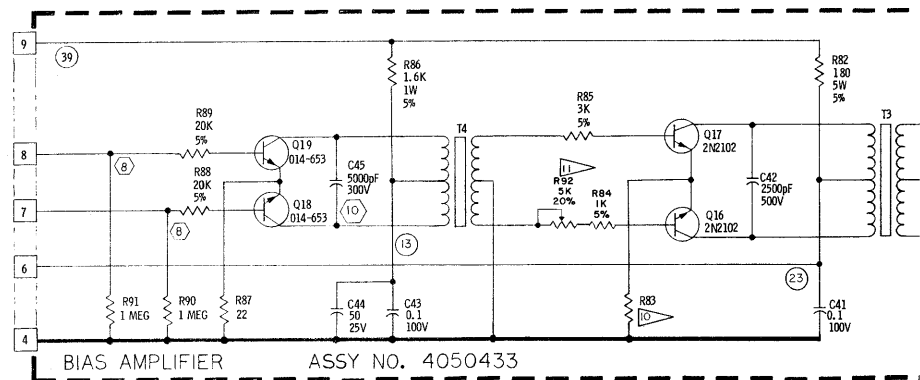 9
39
R86
1.6K
1W
5%
R82
180
5W
5%
T3
R89
20K
5%
Q19
014-653
T4
R85
3K
5%
Q17
2N2102
8
8
C45
5000pF
300V
11
R92
5K
20%
R84
1K
5%
C42
2500pF
500V
R88
20K
5%
7
8
Q18
014-653
10
13
Q16
2N2102
6
23
R91
1 MEG
R90
1 MEG
R87
22
C44
50
25V
C43
0.1
100V
R83
10
C41
0.1
100V
4
BIAS AMPLIFIER ASSY NO. 4050433